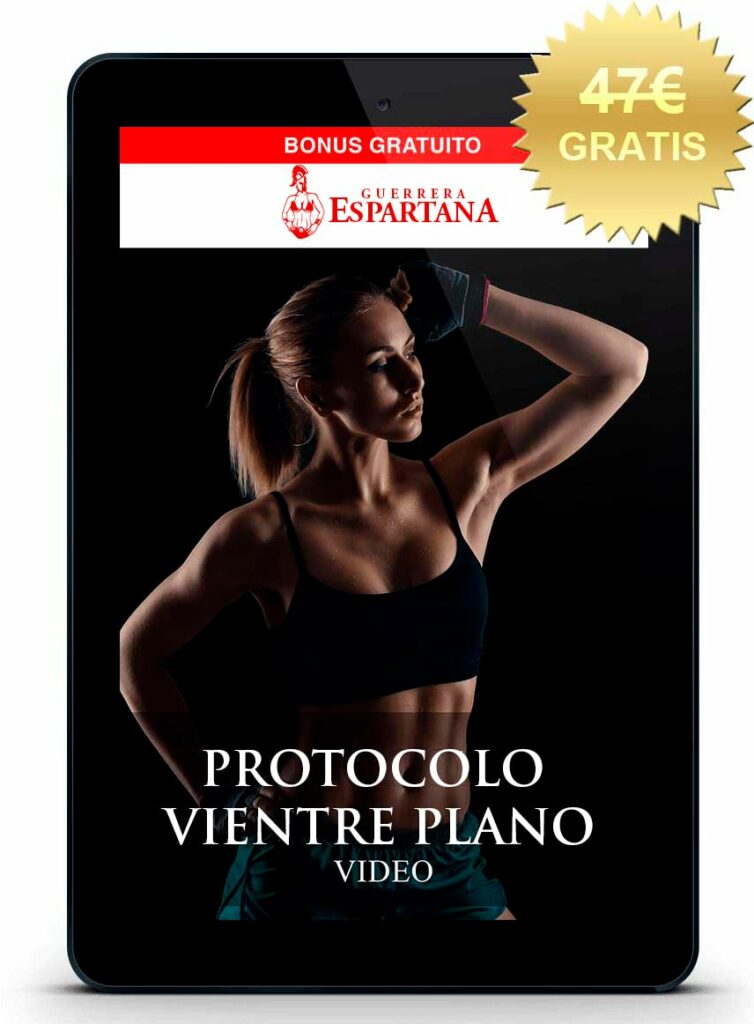 47€
GRATIS
BONUS GRATUITO
GUERRERA
ESPARTANA
PROTOCOLO
VIENTRE PLANO
VIDEO